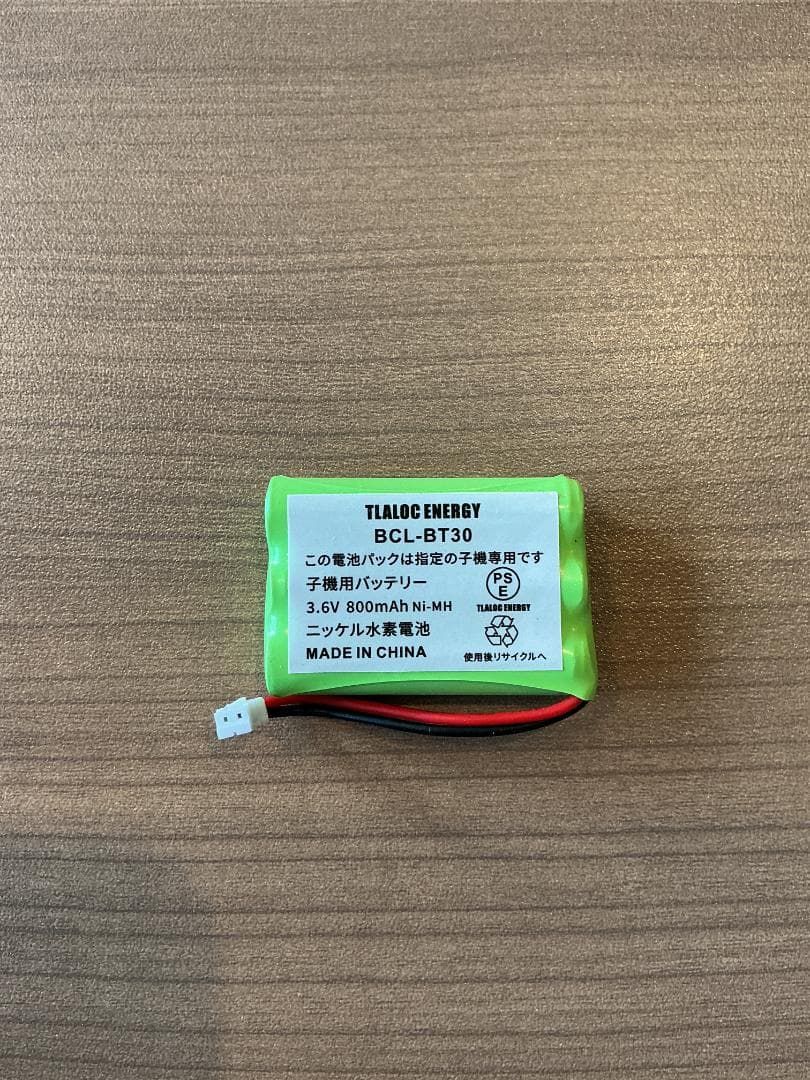 TLALOC ENERGY
BCL-BT30
この電池パックは指定の子機専用です
子機用バッテリー
PS
E
3.6V 800mAh Ni-MH
TLALOC ENERGY
ニッケル水素電池
MADE IN CHINA
使用後リサイクルへ